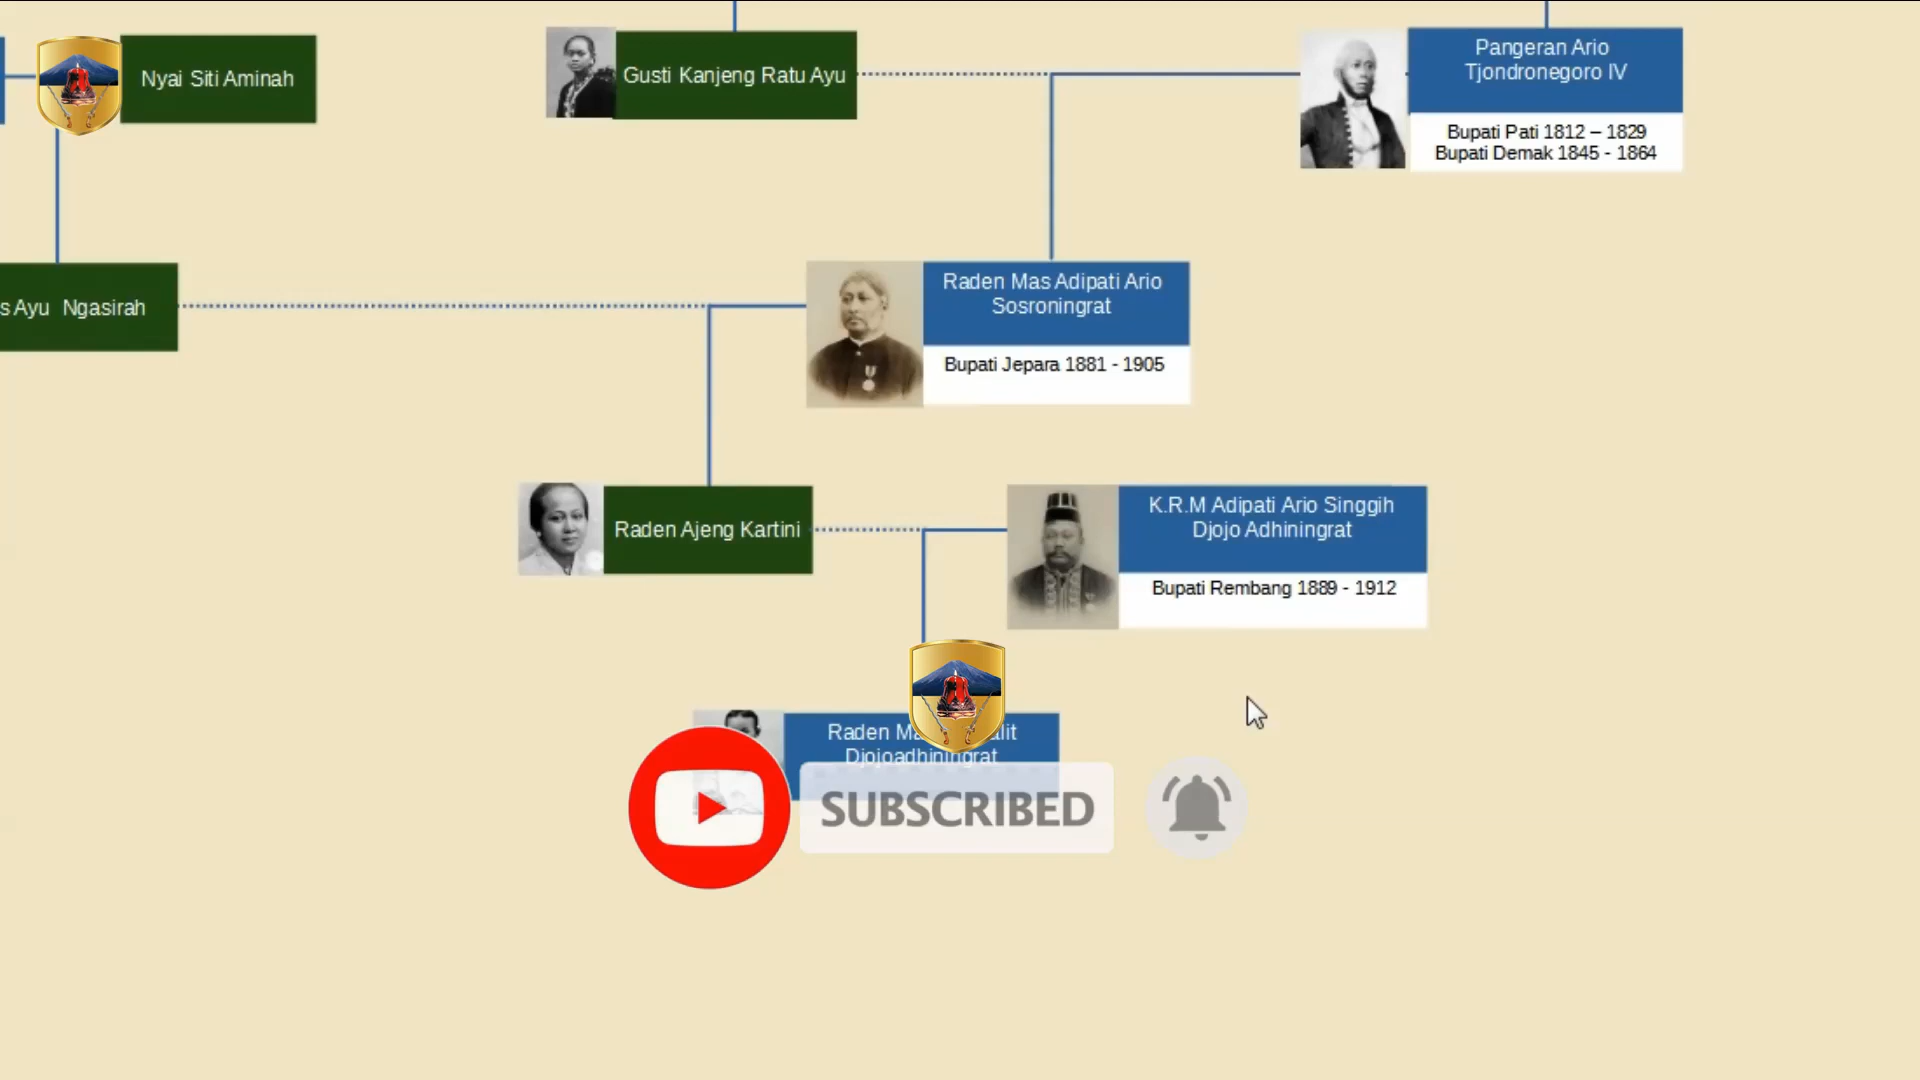 Nyai Siti Aminah
Gusti Kanjeng Ratu Ayu
Pangeran Ario
Tjondronegoro IV
Bupati Pati 1812 – 1829
Bupati Demak 1845 - 1864
s Ayu Ngasirah
Raden Mas Adipati Ario
Sosroningrat
Bupati Jepara 1881 - 1905
Raden Ajeng Kartini
K.R.M Adipati Ario Singgih
Djojo Adhiningrat
Bupati Rembang 1889 - 1912
Raden
Djojoadhiningrat
SUBSCRIBED